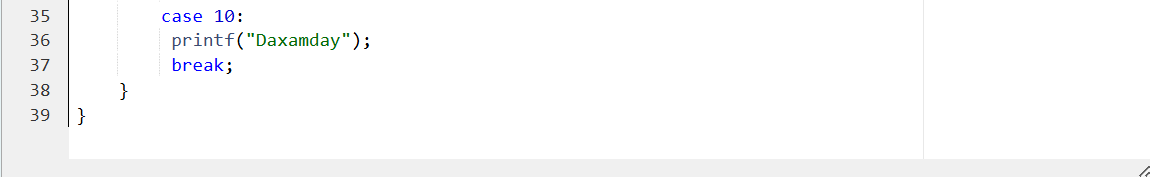 35 case 10:
36 printf("Daxamday");
37 break;
38 }
39 }